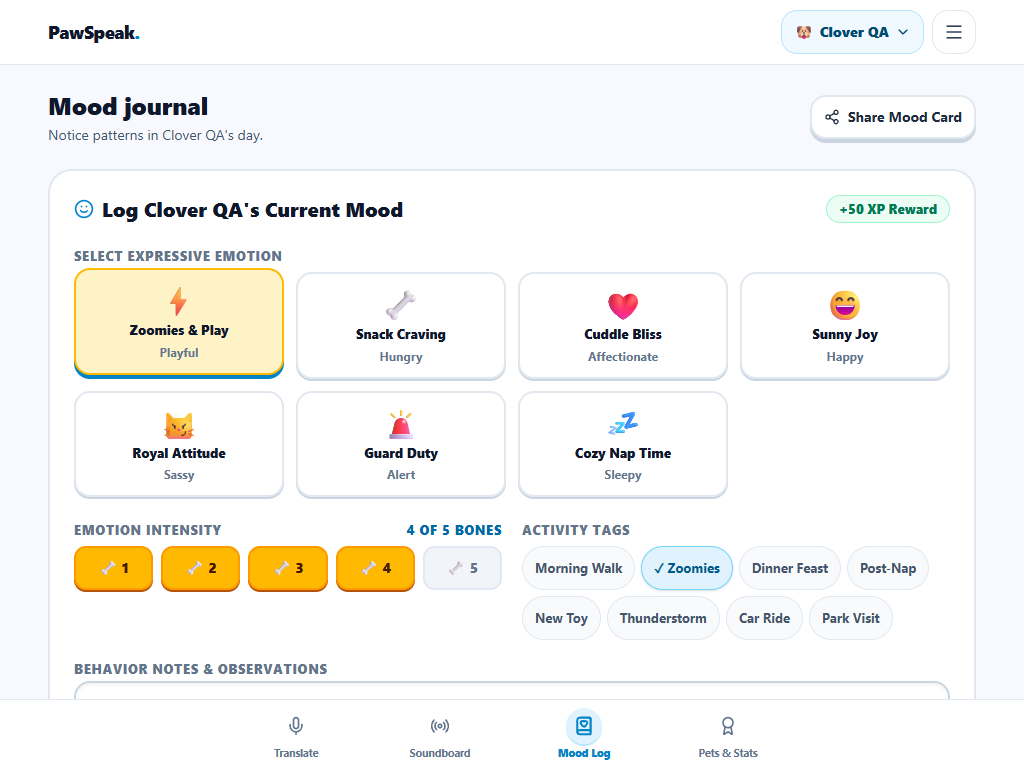 PawSpeak.
Clover QA
Mood journal
Notice patterns in Clover QA's day.
Share Mood Card
Log Clover QA's Current Mood
+50 XP Reward
SELECT EXPRESSIVE EMOTION
Zoomies & Play
Playful
Snack Craving
Hungry
Cuddle Bliss
Affectionate
Sunny Joy
Happy
Royal Attitude
Sassy
Guard Duty
Alert
Cozy Nap Time
Sleepy
EMOTION INTENSITY
4 OF 5 BONES
1
2
3
4
5
ACTIVITY TAGS
Morning Walk
✓ Zoomies
Dinner Feast
Post-Nap
New Toy
Thunderstorm
Car Ride
Park Visit
BEHAVIOR NOTES & OBSERVATIONS
Translate
Soundboard
Mood Log
Pets & Stats